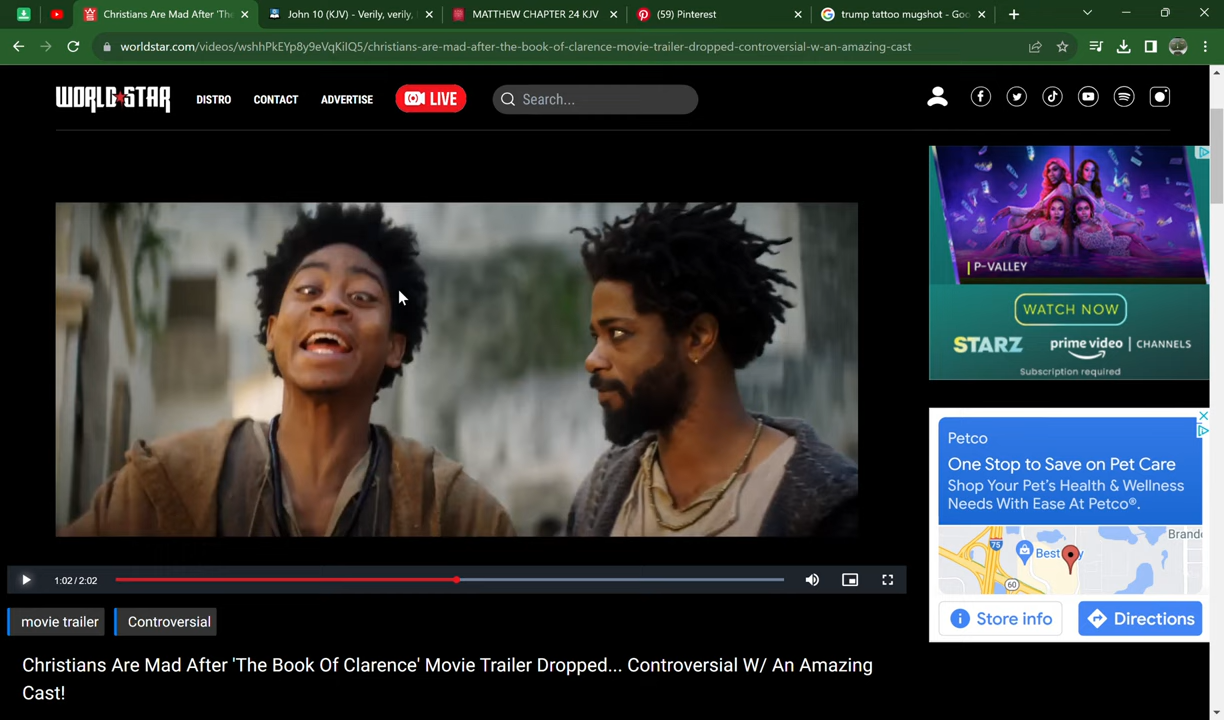 Christians Are Mad After 'The
John 10 (KJV) - Verily, verily,
MATTHEW CHAPTER 24 KJV
(59) Pinterest
trump tattoo mugshot - Goo
worldstar.com/videos/wshhPkEYp8y9eVqKiIQ5/christians-are-mad-after-the-book-of-clarence-movie-trailer-dropped-controversial-w-an-amazing-cast
WORLD STAR
DISTRO
CONTACT
ADVERTISE
LIVE
Search...
P-VALLEY
WATCH NOW
STARZ
prime video | CHANNELS
Subscription required
Petco
One Stop to Save on Pet Care
Shop Your Pet's Health & Wellness
Needs With Ease At Petco®.
75
Brand
Best
60
Store info
Directions
1:02 / 2:02
movie trailer
Controversial
Christians Are Mad After 'The Book Of Clarence' Movie Trailer Dropped... Controversial W/ An Amazing
Cast!